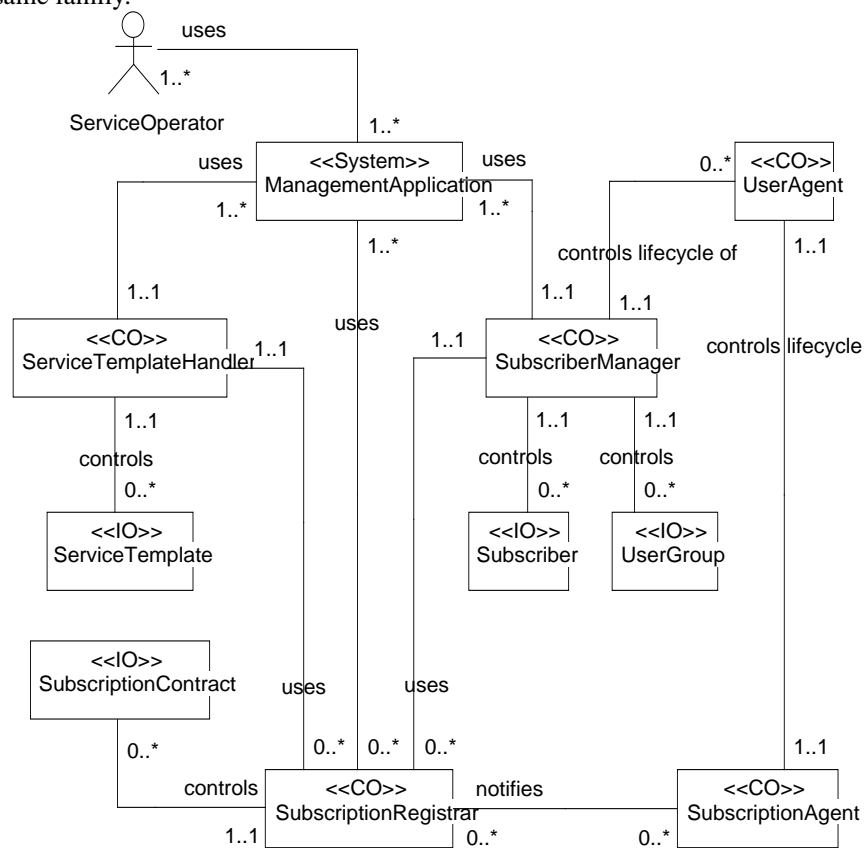 same family.
uses
1..*
ServiceOperator
1..*
uses
<<System>>
ManagementApplication
uses
0..*
<<CO>>
UserAgent
1..*
1..*
1..*
1..1
controls lifecycle of
1..1
1..1
1..1
uses
<<CO>>
ServiceTemplateHandler
1..1
1..1
<<CO>>
SubscriberManager
controls lifecycle
1..1
1..1
1..1
controls
controls
controls
0..*
0..*
0..*
<<IO>>
ServiceTemplate
<<IO>>
Subscriber
<<IO>>
UserGroup
<<IO>>
SubscriptionContract
uses
uses
0..*
0..*
0..*
0..*
1..1
controls
<<CO>>
SubscriptionRegistrar
notifies
<<CO>>
SubscriptionAgent
1..1
0..*
0..*